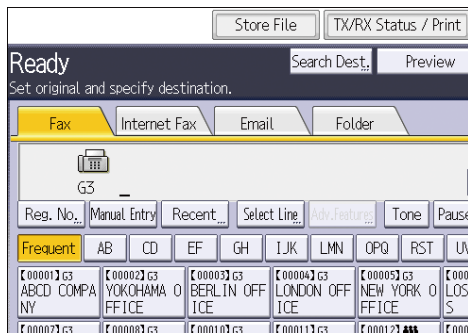 Store File TX/RX Status / Print
Ready Search Dest. Preview
Set original and specify destination.
Fax Internet Fax Email Folder
G3 _
Reg. No. Manual Entry Recent Select Line Adv.Features Tone Pause
Frequent AB CD EF GH IJK LMN OPQ RST UV
【00001】G3 【00002】G3 【00003】G3 【00004】G3 【00005】G3 【000
ABCD COMPA YOKOHAMA O BERLIN OFF LONDON OFF NEW YORK O LOS
NY FFICE ICE ICE FFICE S
【00007】G3 【00008】G3 【00010】G3 【00011】G3 【00012】